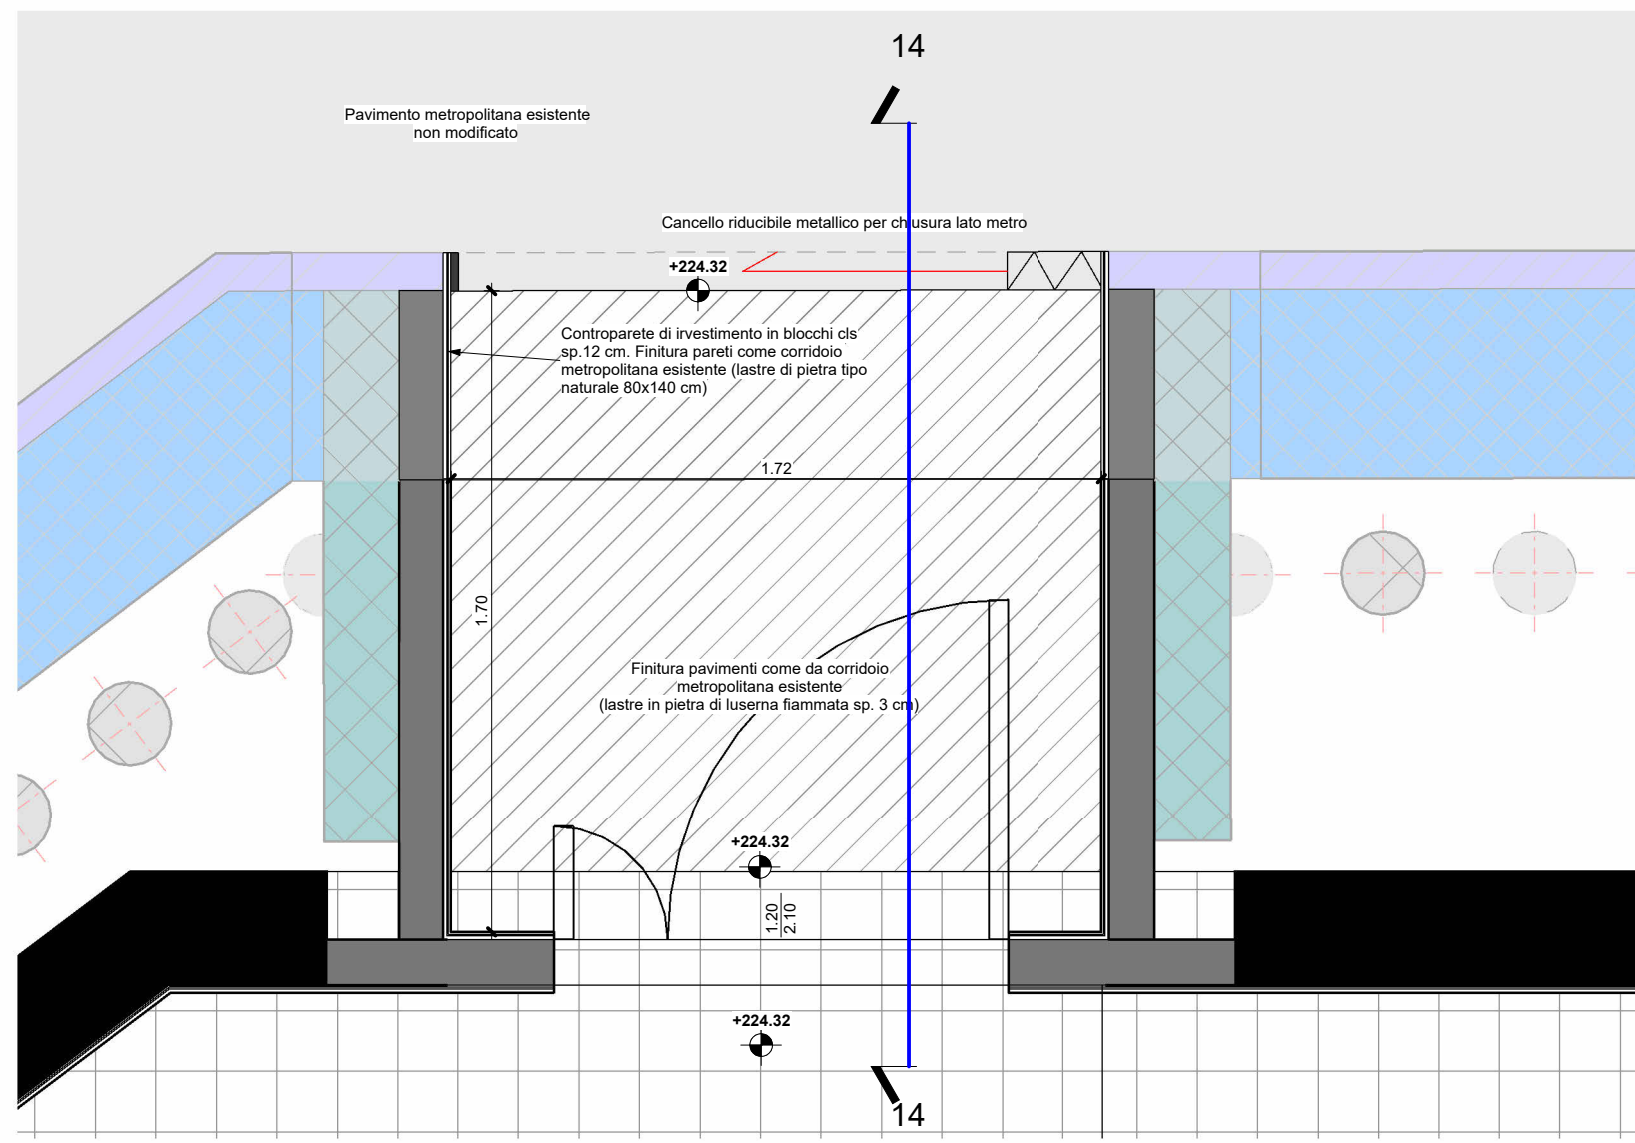 14
Pavimento metropolitana esistente
non modificato
Cancello riducibile metallico per chiusura lato metro
+224.32
Controparete di irvestimento in blocchi cls
sp.12 cm. Finitura pareti come corridoio
metropolitana esistente (lastre di pietra tipo
naturale 80x140 cm)
1.72
1.70
Finitura pavimenti come da corridoio
metropolitana esistente
(lastre in pietra di luserna fiammata sp. 3 cm)
+224.32
1.20
2.10
+224.32
14